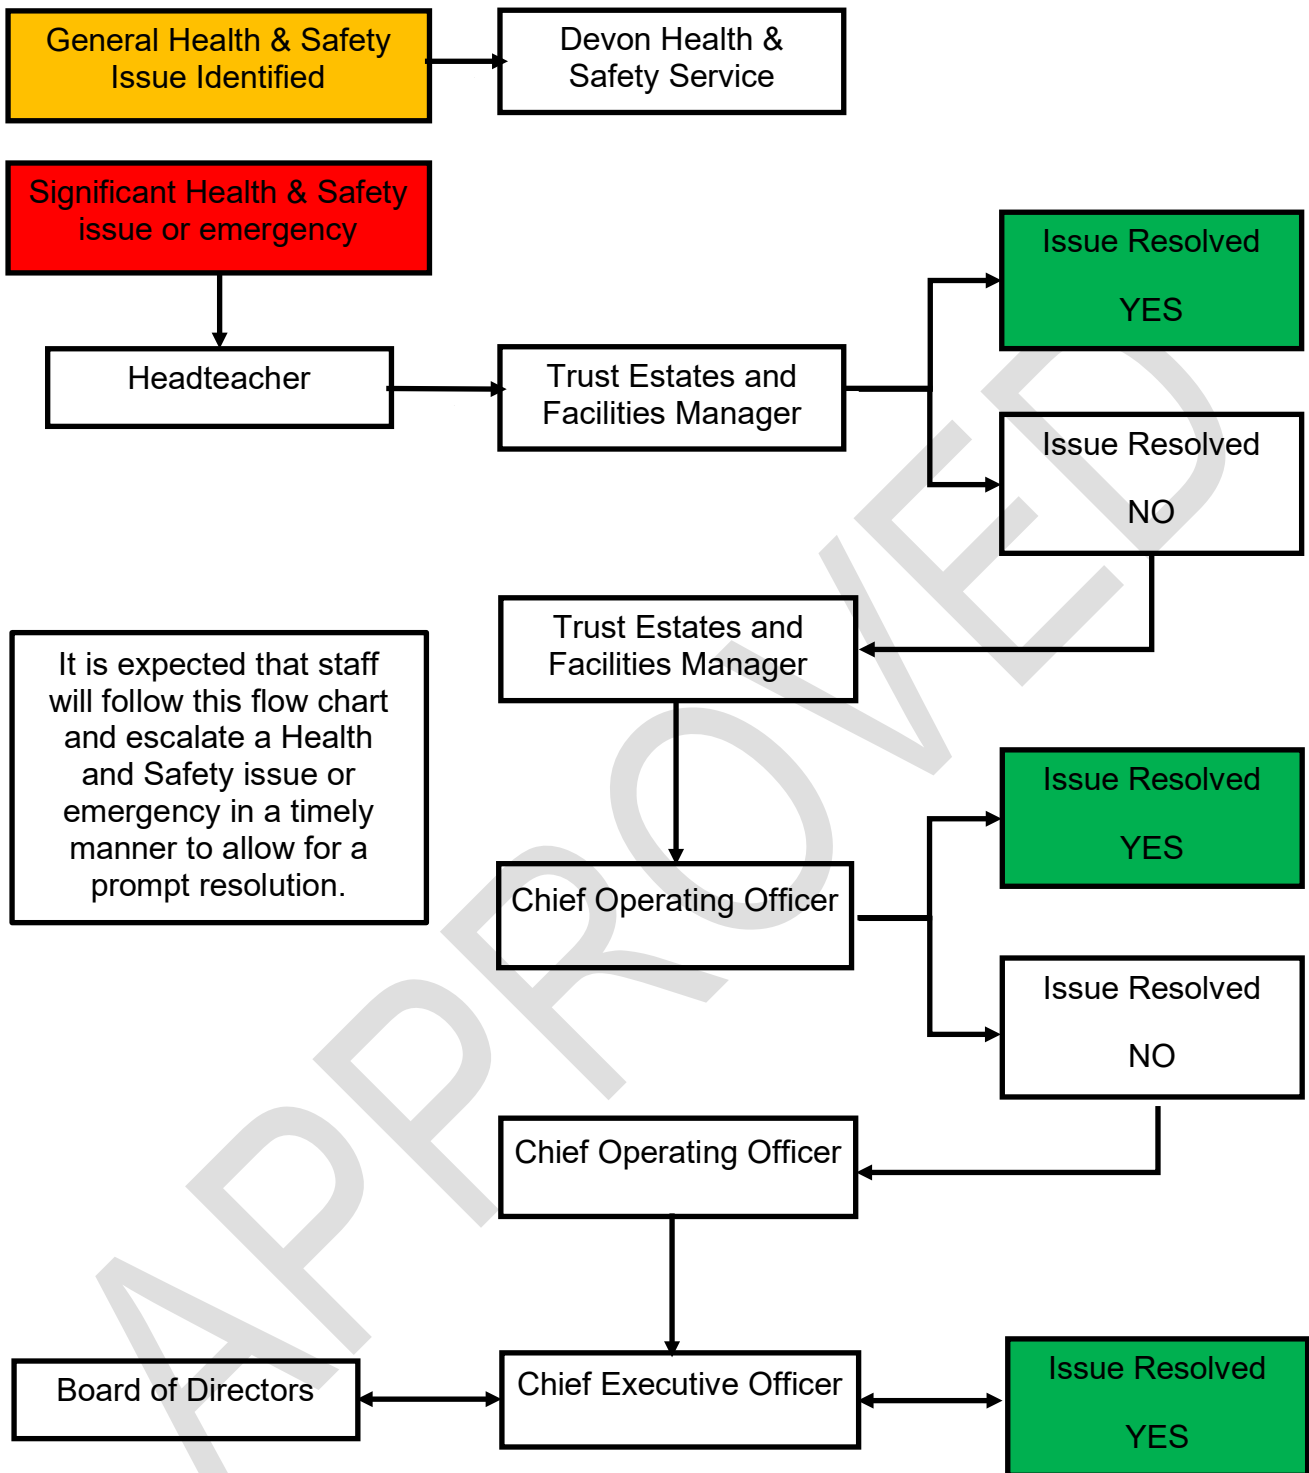 General Health & Safety
Issue Identified
Devon Health &
Safety Service
Significant Health & Safety
issue or emergency
Issue Resolved
YES
Headteacher
Trust Estates and
Facilities Manager
Issue Resolved
NO
Trust Estates and
Facilities Manager
It is expected that staff
will follow this flow chart
and escalate a Health
and Safety issue or
emergency in a timely
manner to allow for a
prompt resolution.
Issue Resolved
YES
Chief Operating Officer
Issue Resolved
NO
Chief Operating Officer
Board of Directors
Chief Executive Officer
Issue Resolved
YES
APPROVED